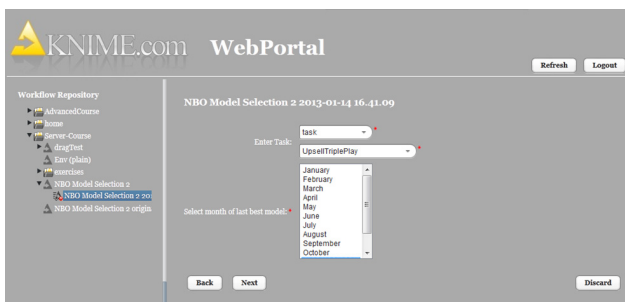 KNIME.com WebPortal
Refresh Logout
Workflow Repository
AdvancedCourse
home
Server-Course
dragTest
Env (plain)
exercises
NBO Model Selection 2
NBO Model Selection 2 20
NBO Model Selection 2 origin
NBO Model Selection 2 2013-01-14 16.41.09
Enter Task:
task *
UpsellTriplePlay *
Select month of last best model: *
January
February
March
April
May
June
July
August
September
October
Back Next Discard